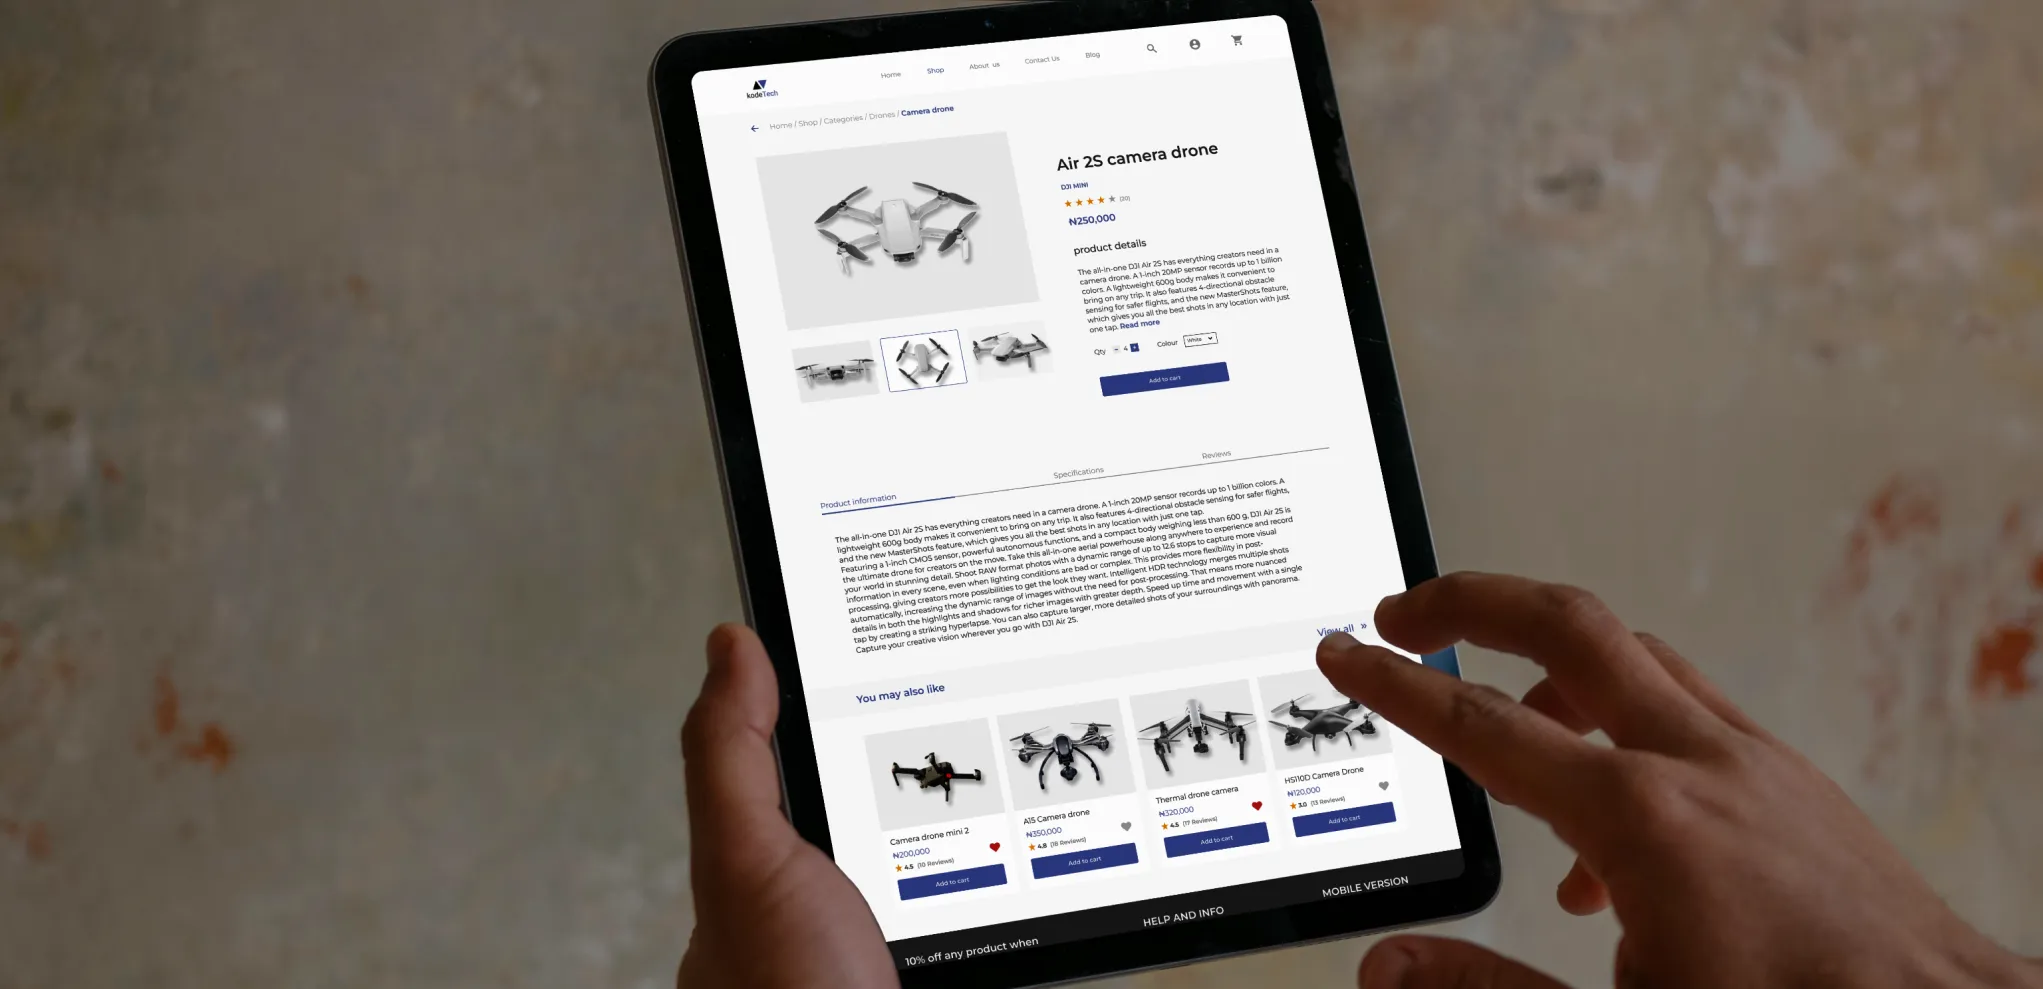 kodeTech
Home
Shop
About us
Contact Us
Blog
Home / Shop / Categories / Drones / Camera drone
Air 2S camera drone
DJI MINI
(20)
₦250,000
product details
The all-in-one DJI Air 2S has everything creators need in a
camera drone. A 1-inch 20MP sensor records up to 1 billion
colors. A lightweight 600g body makes it convenient to
bring on any trip. It also features 4-directional obstacle
sensing for safer flights, and the new MasterShots feature,
which gives you all the best shots in any location with just
one tap. Read more
Qty - 4 +
Colour White
Add to cart
Product information
Specifications
Reviews
The all-in-one DJI Air 2S has everything creators need in a camera drone. A 1-inch 20MP sensor records up to 1 billion colors. A
lightweight 600g body makes it convenient to bring on any trip. It also features 4-directional obstacle sensing for safer flights,
and the new MasterShots feature, which gives you all the best shots in any location with just one tap.
Featuring a 1-inch CMOS sensor, powerful autonomous functions, and a compact body weighing less than 600 g, DJI Air 2S is
the ultimate drone for creators on the move. Take this all-in-one aerial powerhouse along anywhere to experience and record
your world in stunning detail. Shoot RAW format photos with a dynamic range of up to 12.6 stops to capture more visual
information in every scene, even when lighting conditions are bad or complex. This provides more flexibility in post-
processing, giving creators more possibilities to get the look they want. Intelligent HDR technology merges multiple shots
automatically, increasing the dynamic range of images without the need for post-processing. That means more nuanced
details in both the highlights and shadows for richer images with greater depth. Speed up time and movement with a single
tap by creating a striking hyperlapse. You can also capture larger, more detailed shots of your surroundings with panorama.
Capture your creative vision wherever you go with DJI Air 2S.
You may also like
View all »
Camera drone mini 2
₦200,000
4.5 (10 Reviews)
Add to cart
A15 Camera drone
₦350,000
4.8 (18 Reviews)
Add to cart
Thermal drone camera
₦320,000
4.5 (17 Reviews)
Add to cart
HS110D Camera Drone
₦120,000
3.0 (13 Reviews)
Add to cart
10% off any product when
HELP AND INFO
MOBILE VERSION